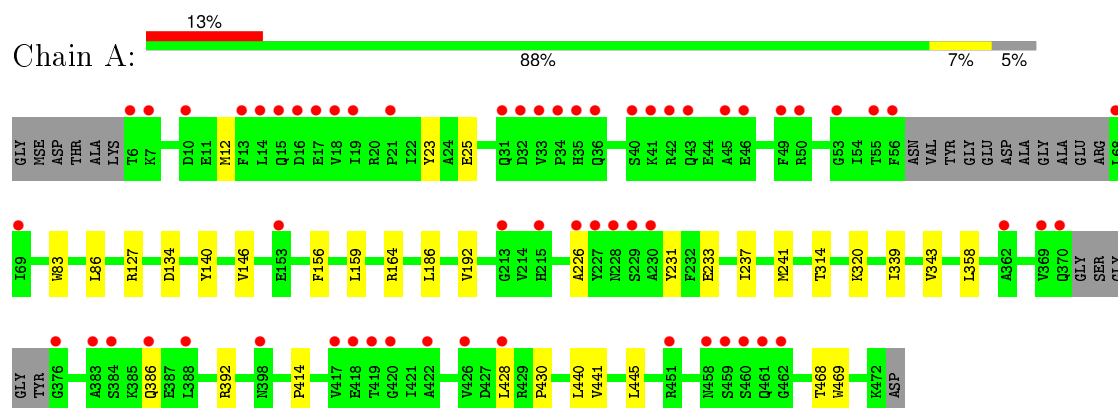 13%
Chain A:
88% 7% 5%
GLY MSE ASP THR ALA LYS T6 K7 D10 E11 M12 F13 L14 Q15 D16 E17 V18 I19 R20 P21 I22 Y23 A24 E25 Q31 D32 V33 P34 H35 Q36 S40 K41 R42 Q43 E44 A45 E46 F49 R50 G53 I54 T55 F56 ASN VAL TYR GLY GLU ASP ALA GLY ALA GLU ARG L68
I69 W83 L86 R127 D134 Y140 V146 E153 F156 L159 R164 L186 V192 G213 V214 H215 A226 Y227 N228 S229 A230 Y231 F232 E233 I237 M241 T314 K320 I339 V343 L358 A362 V369 Q370 GLY SER GLY
GLY TYR G376 A383 S384 K385 Q386 E387 L388 R392 N398 P414 V417 E418 T419 G420 I421 A422 V426 D427 L428 R429 P430 L440 V441 L445 R451 N458 S459 S460 Q461 G462 T468 W469 K472 ASP